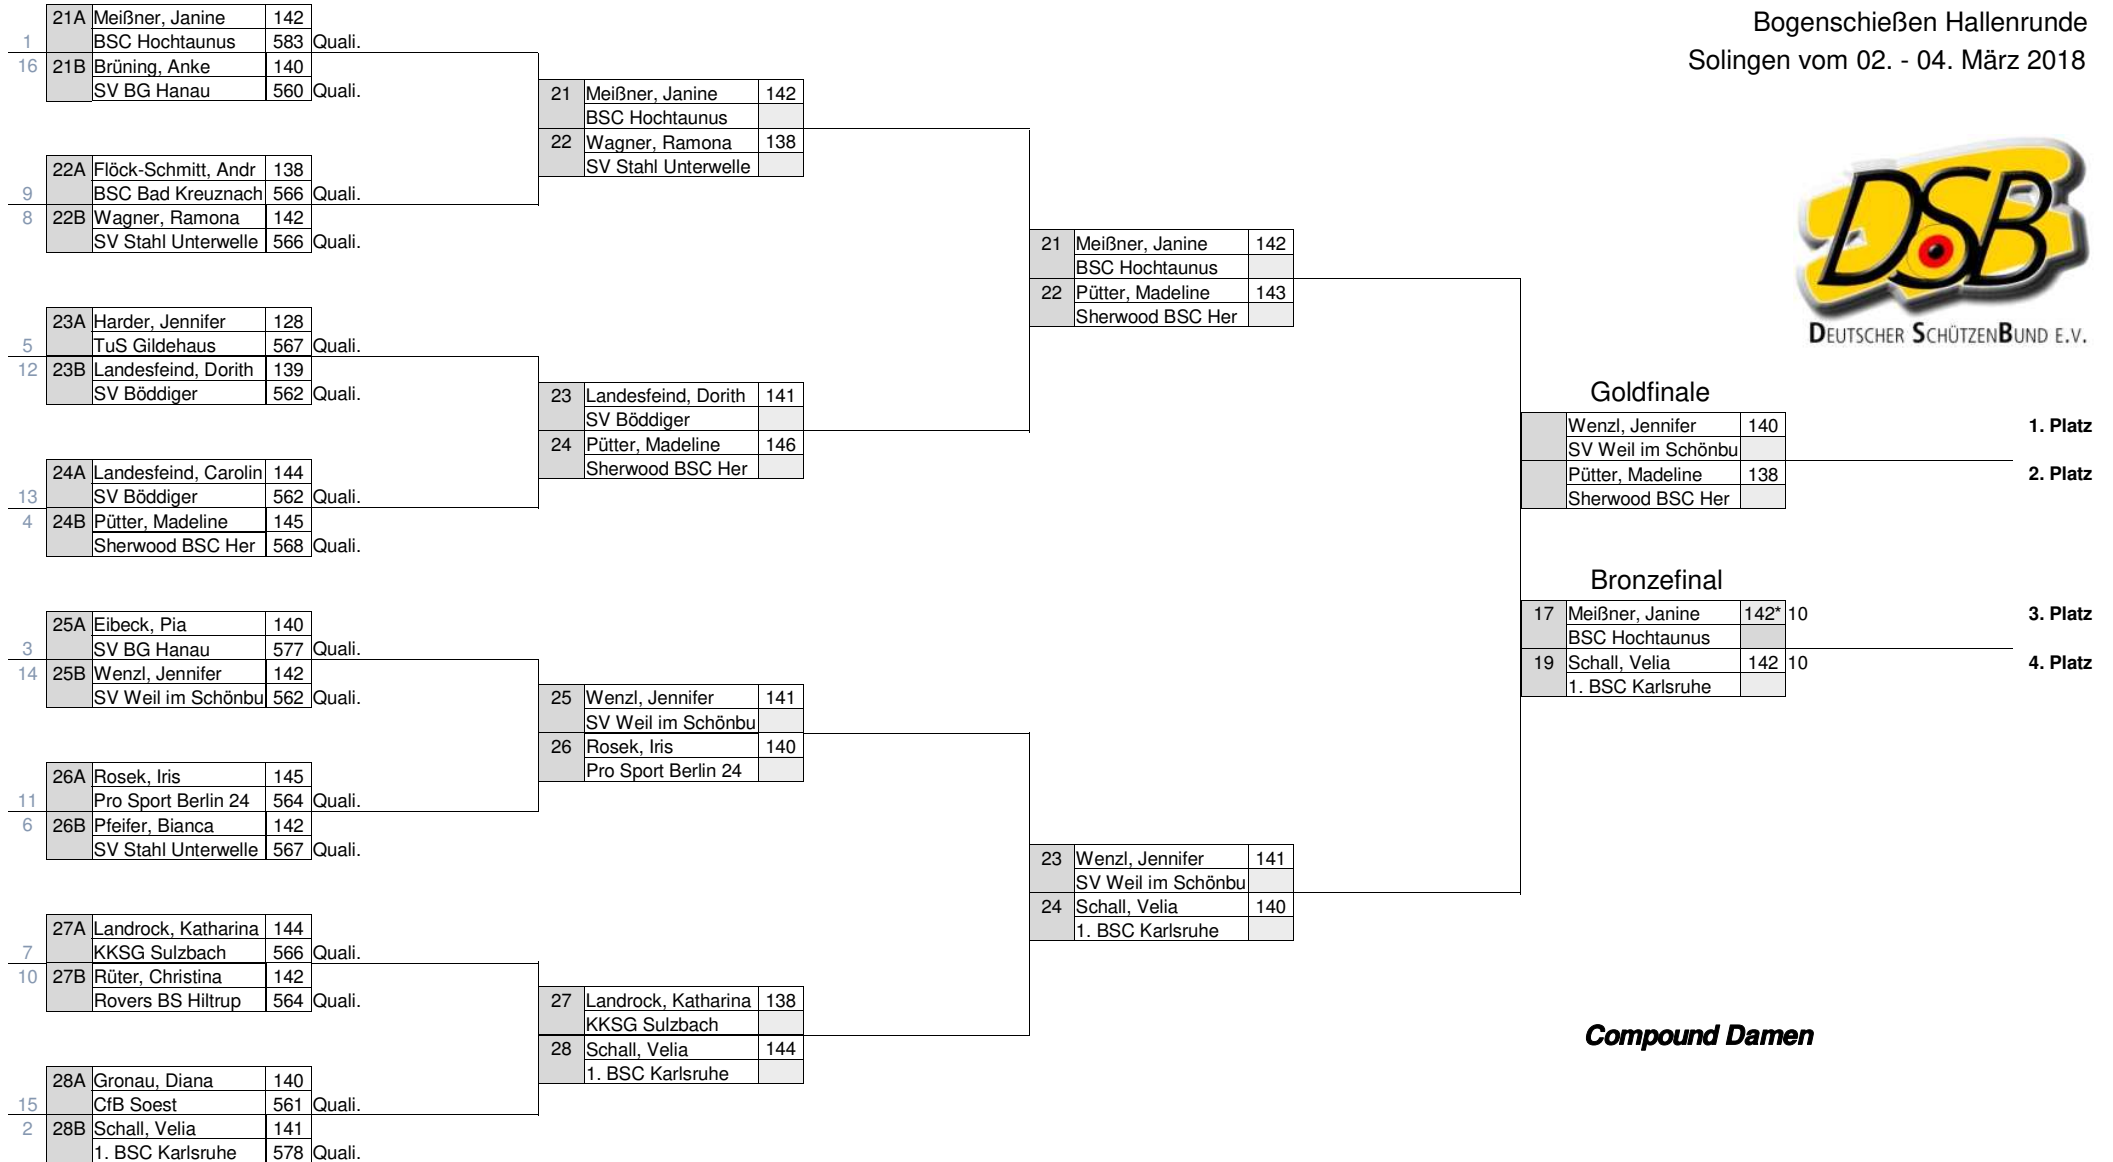 Bogenschießen Hallenrunde
Solingen vom 02. - 04. März 2018
DSB
DEUTSCHER SCHÜTZENBUND E.V.
21A Meißner, Janine 142
1 BSC Hochtaunus 583 Quali.
16 21B Brüning, Anke 140
SV BG Hanau 560 Quali.
22A Flöck-Schmitt, Andr 138
9 BSC Bad Kreuznach 566 Quali.
8 22B Wagner, Ramona 142
SV Stahl Unterwelle 566 Quali.
23A Harder, Jennifer 128
5 TuS Gildehaus 567 Quali.
12 23B Landesfeind, Dorith 139
SV Böddiger 562 Quali.
24A Landesfeind, Carolin 144
13 SV Böddiger 562 Quali.
4 24B Pütter, Madeline 145
Sherwood BSC Her 568 Quali.
25A Eibeck, Pia 140
3 SV BG Hanau 577 Quali.
14 25B Wenzl, Jennifer 142
SV Weil im Schönbu 562 Quali.
26A Rosek, Iris 145
11 Pro Sport Berlin 24 564 Quali.
6 26B Pfeifer, Bianca 142
SV Stahl Unterwelle 567 Quali.
27A Landrock, Katharina 144
7 KKSG Sulzbach 566 Quali.
10 27B Rüter, Christina 142
Rovers BS Hiltrup 564 Quali.
28A Gronau, Diana 140
15 CfB Soest 561 Quali.
2 28B Schall, Velia 141
1. BSC Karlsruhe 578 Quali.
21 Meißner, Janine 142
BSC Hochtaunus
22 Wagner, Ramona 138
SV Stahl Unterwelle
23 Landesfeind, Dorith 141
SV Böddiger
24 Pütter, Madeline 146
Sherwood BSC Her
25 Wenzl, Jennifer 141
SV Weil im Schönbu
26 Rosek, Iris 140
Pro Sport Berlin 24
27 Landrock, Katharina 138
KKSG Sulzbach
28 Schall, Velia 144
1. BSC Karlsruhe
21 Meißner, Janine 142
BSC Hochtaunus
22 Pütter, Madeline 143
Sherwood BSC Her
23 Wenzl, Jennifer 141
SV Weil im Schönbu
24 Schall, Velia 140
1. BSC Karlsruhe
Goldfinale
Wenzl, Jennifer 140 1. Platz
SV Weil im Schönbu
Pütter, Madeline 138 2. Platz
Sherwood BSC Her
Bronzefinal
17 Meißner, Janine 142* 10 3. Platz
BSC Hochtaunus
19 Schall, Velia 142 10 4. Platz
1. BSC Karlsruhe
Compound Damen